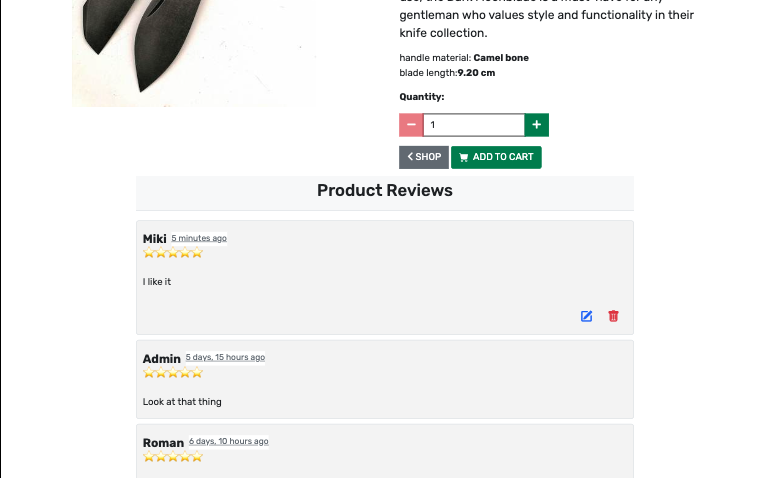 gentleman who values style and functionality in their
knife collection.
handle material: Camel bone
blade length:9.20 cm
Quantity:
1
SHOP
ADD TO CART
Product Reviews
Miki 5 minutes ago
I like it
Admin 5 days, 15 hours ago
Look at that thing
Roman 6 days, 10 hours ago